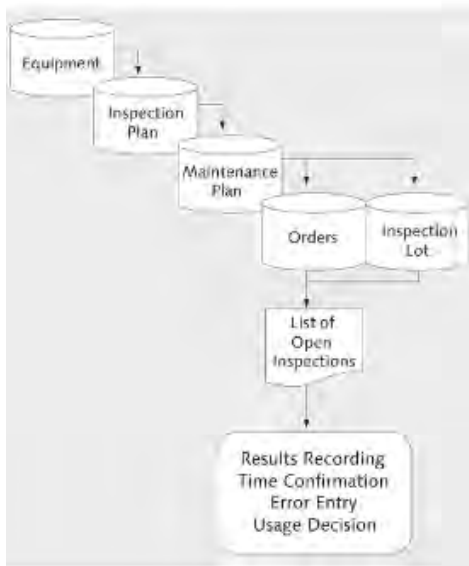 Equipment
Inspection
Plan
Maintenance
Plan
Orders
Inspection
Lot
List of
Open
Inspections
Results Recording
Time Confirmation
Error Entry
Usage Decision